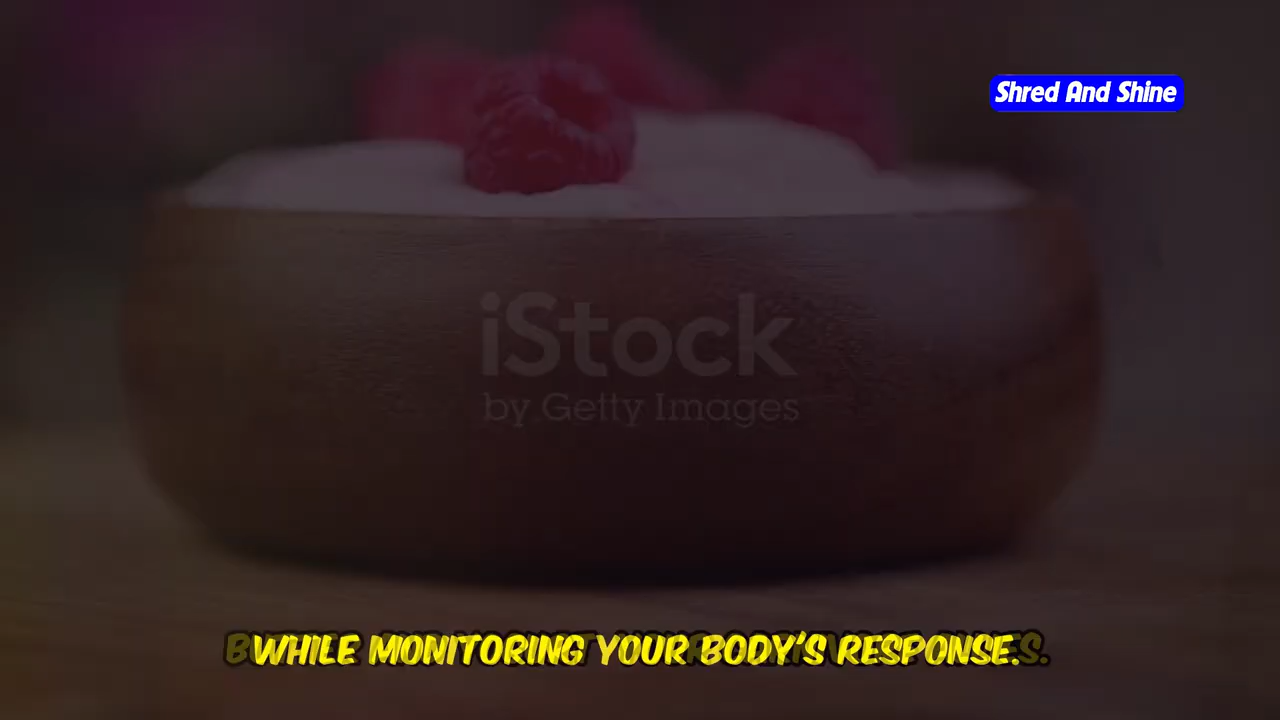 Shred And Shine
iStock
by Getty Images
WHILE MONITORING YOUR BODY'S RESPONSE.